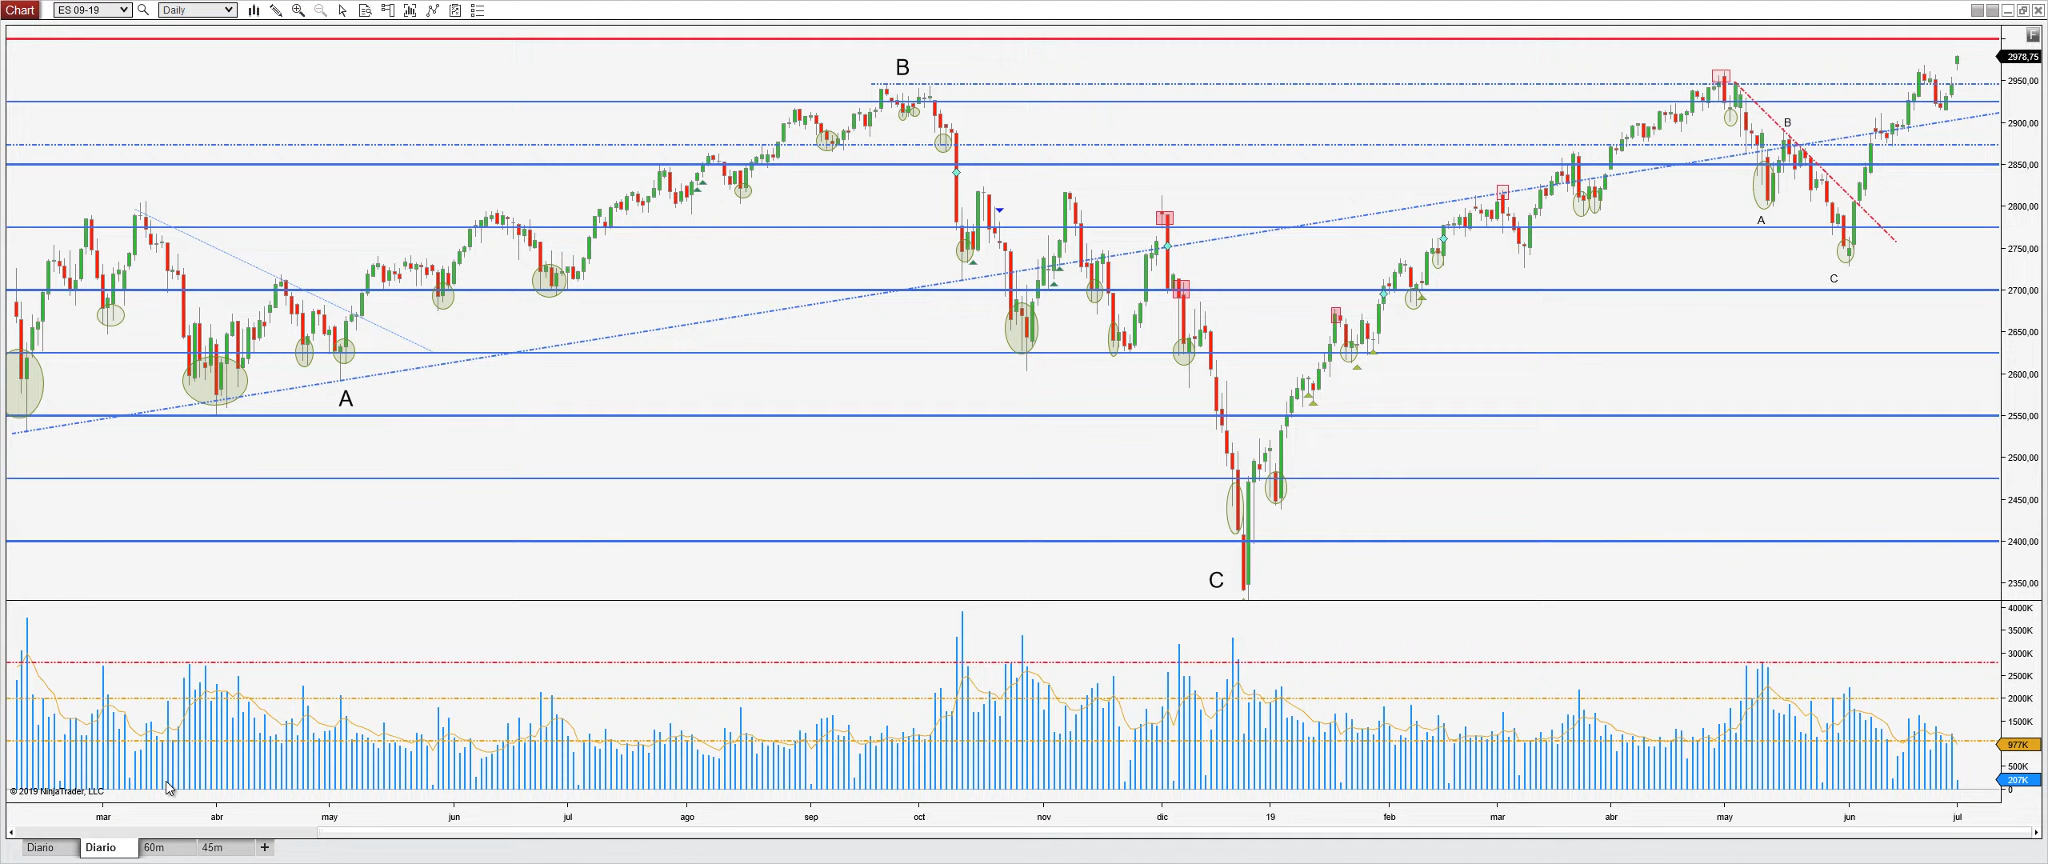 Chart ES 09-19 Daily
F
2978,75
2950,00
2900,00
2850,00
2800,00
2750,00
2700,00
2650,00
2600,00
2550,00
2500,00
2450,00
2400,00
2350,00
B
A
C
B
A
C
4000K
3500K
3000K
2500K
2000K
1500K
977K
500K
207K
0
© 2019 NinjaTrader, LLC
mar abr may jun jul ago sep oct nov dic 19 feb mar abr may jun jul
Diario Diario 60m 45m +